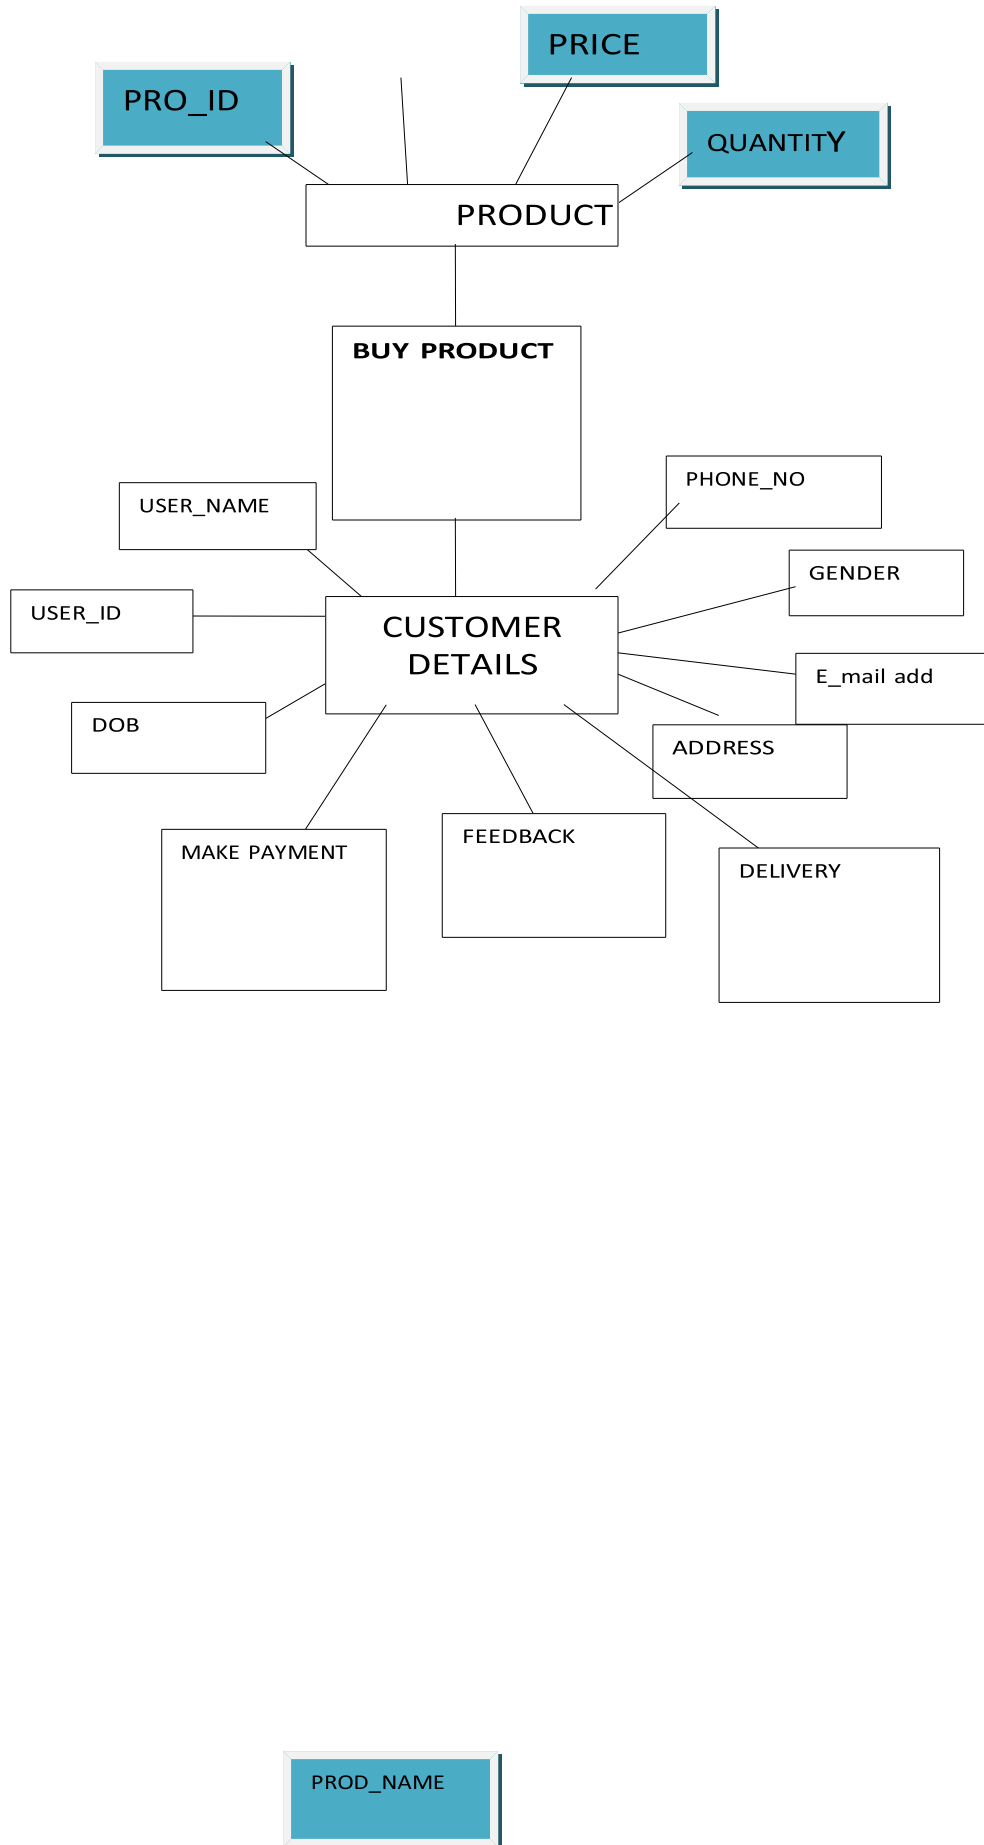 PRICE
PRO_ID
QUANTITY
PRODUCT
BUY PRODUCT
PHONE_NO
USER_NAME
GENDER
USER_ID
CUSTOMER
DETAILS
E_mail add
DOB
ADDRESS
MAKE PAYMENT
FEEDBACK
DELIVERY
PROD_NAME